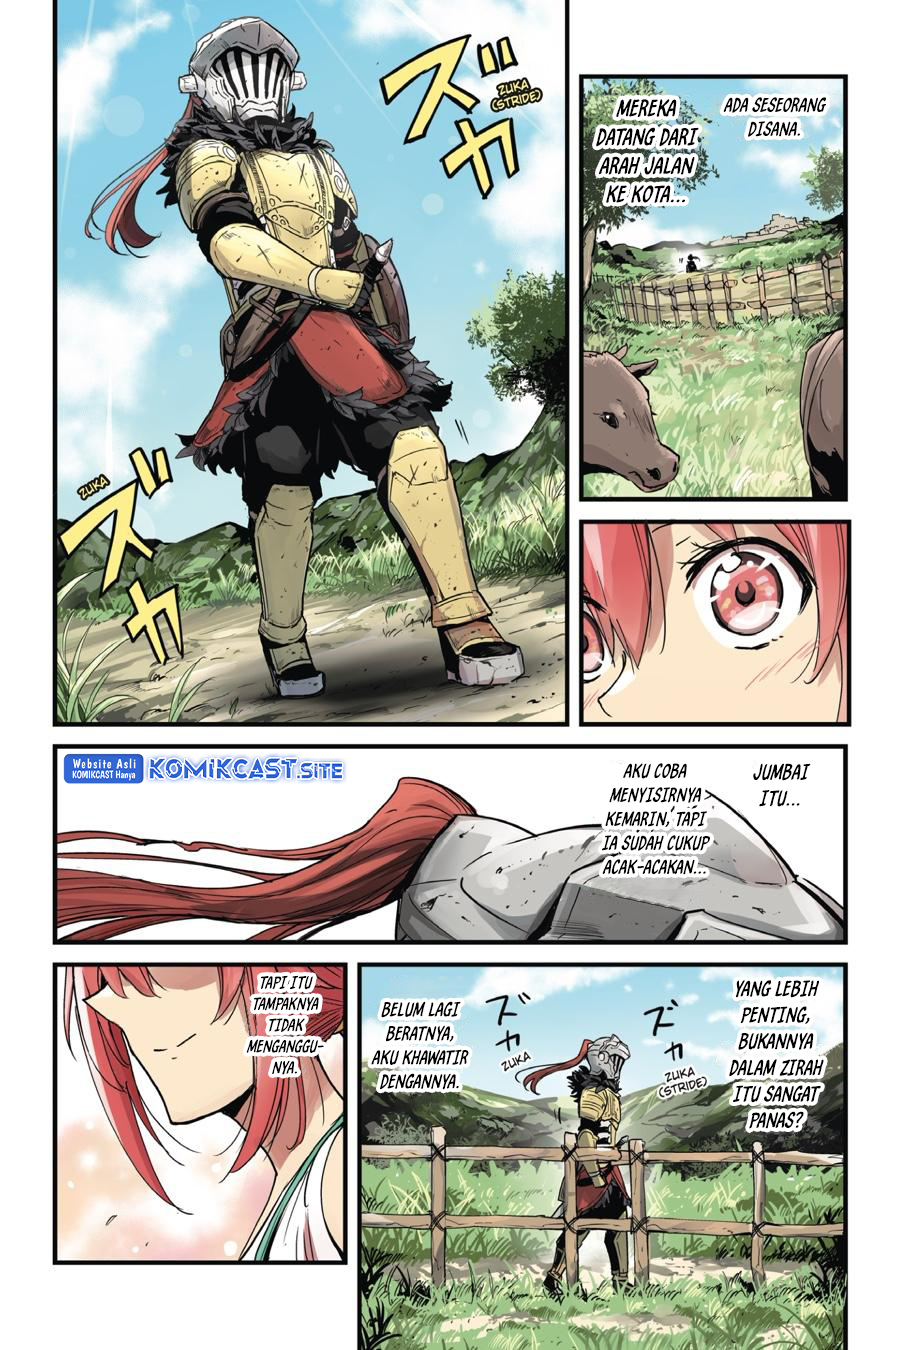 ADA SESEORANG
DISANA.
MEREKA
DATANG DARI
ARAH JALAN
KE KOTA...
ズカ
ZUKA
(STRIDE)
ズカ
ZUKA
Website Asli
KOMIKCAST Hanya
KOMIKCAST.SITE
JUMBAI
ITU...
AKU COBA
MENYISIRNYA
KEMARIN, TAPI
IA SUDAH CUKUP
ACAK-ACAKAN...
YANG LEBIH
PENTING,
BUKANNYA
DALAM ZIRAH
ITU SANGAT
PANAS?
ズカ
ZUKA
(STRIDE)
ズカ
ZUKA
BELUM LAGI
BERATNYA,
AKU KHAWATIR
DENGANNYA.
TAPI ITU
TAMPAKNYA
TIDAK
MENGANGGU-
NYA.